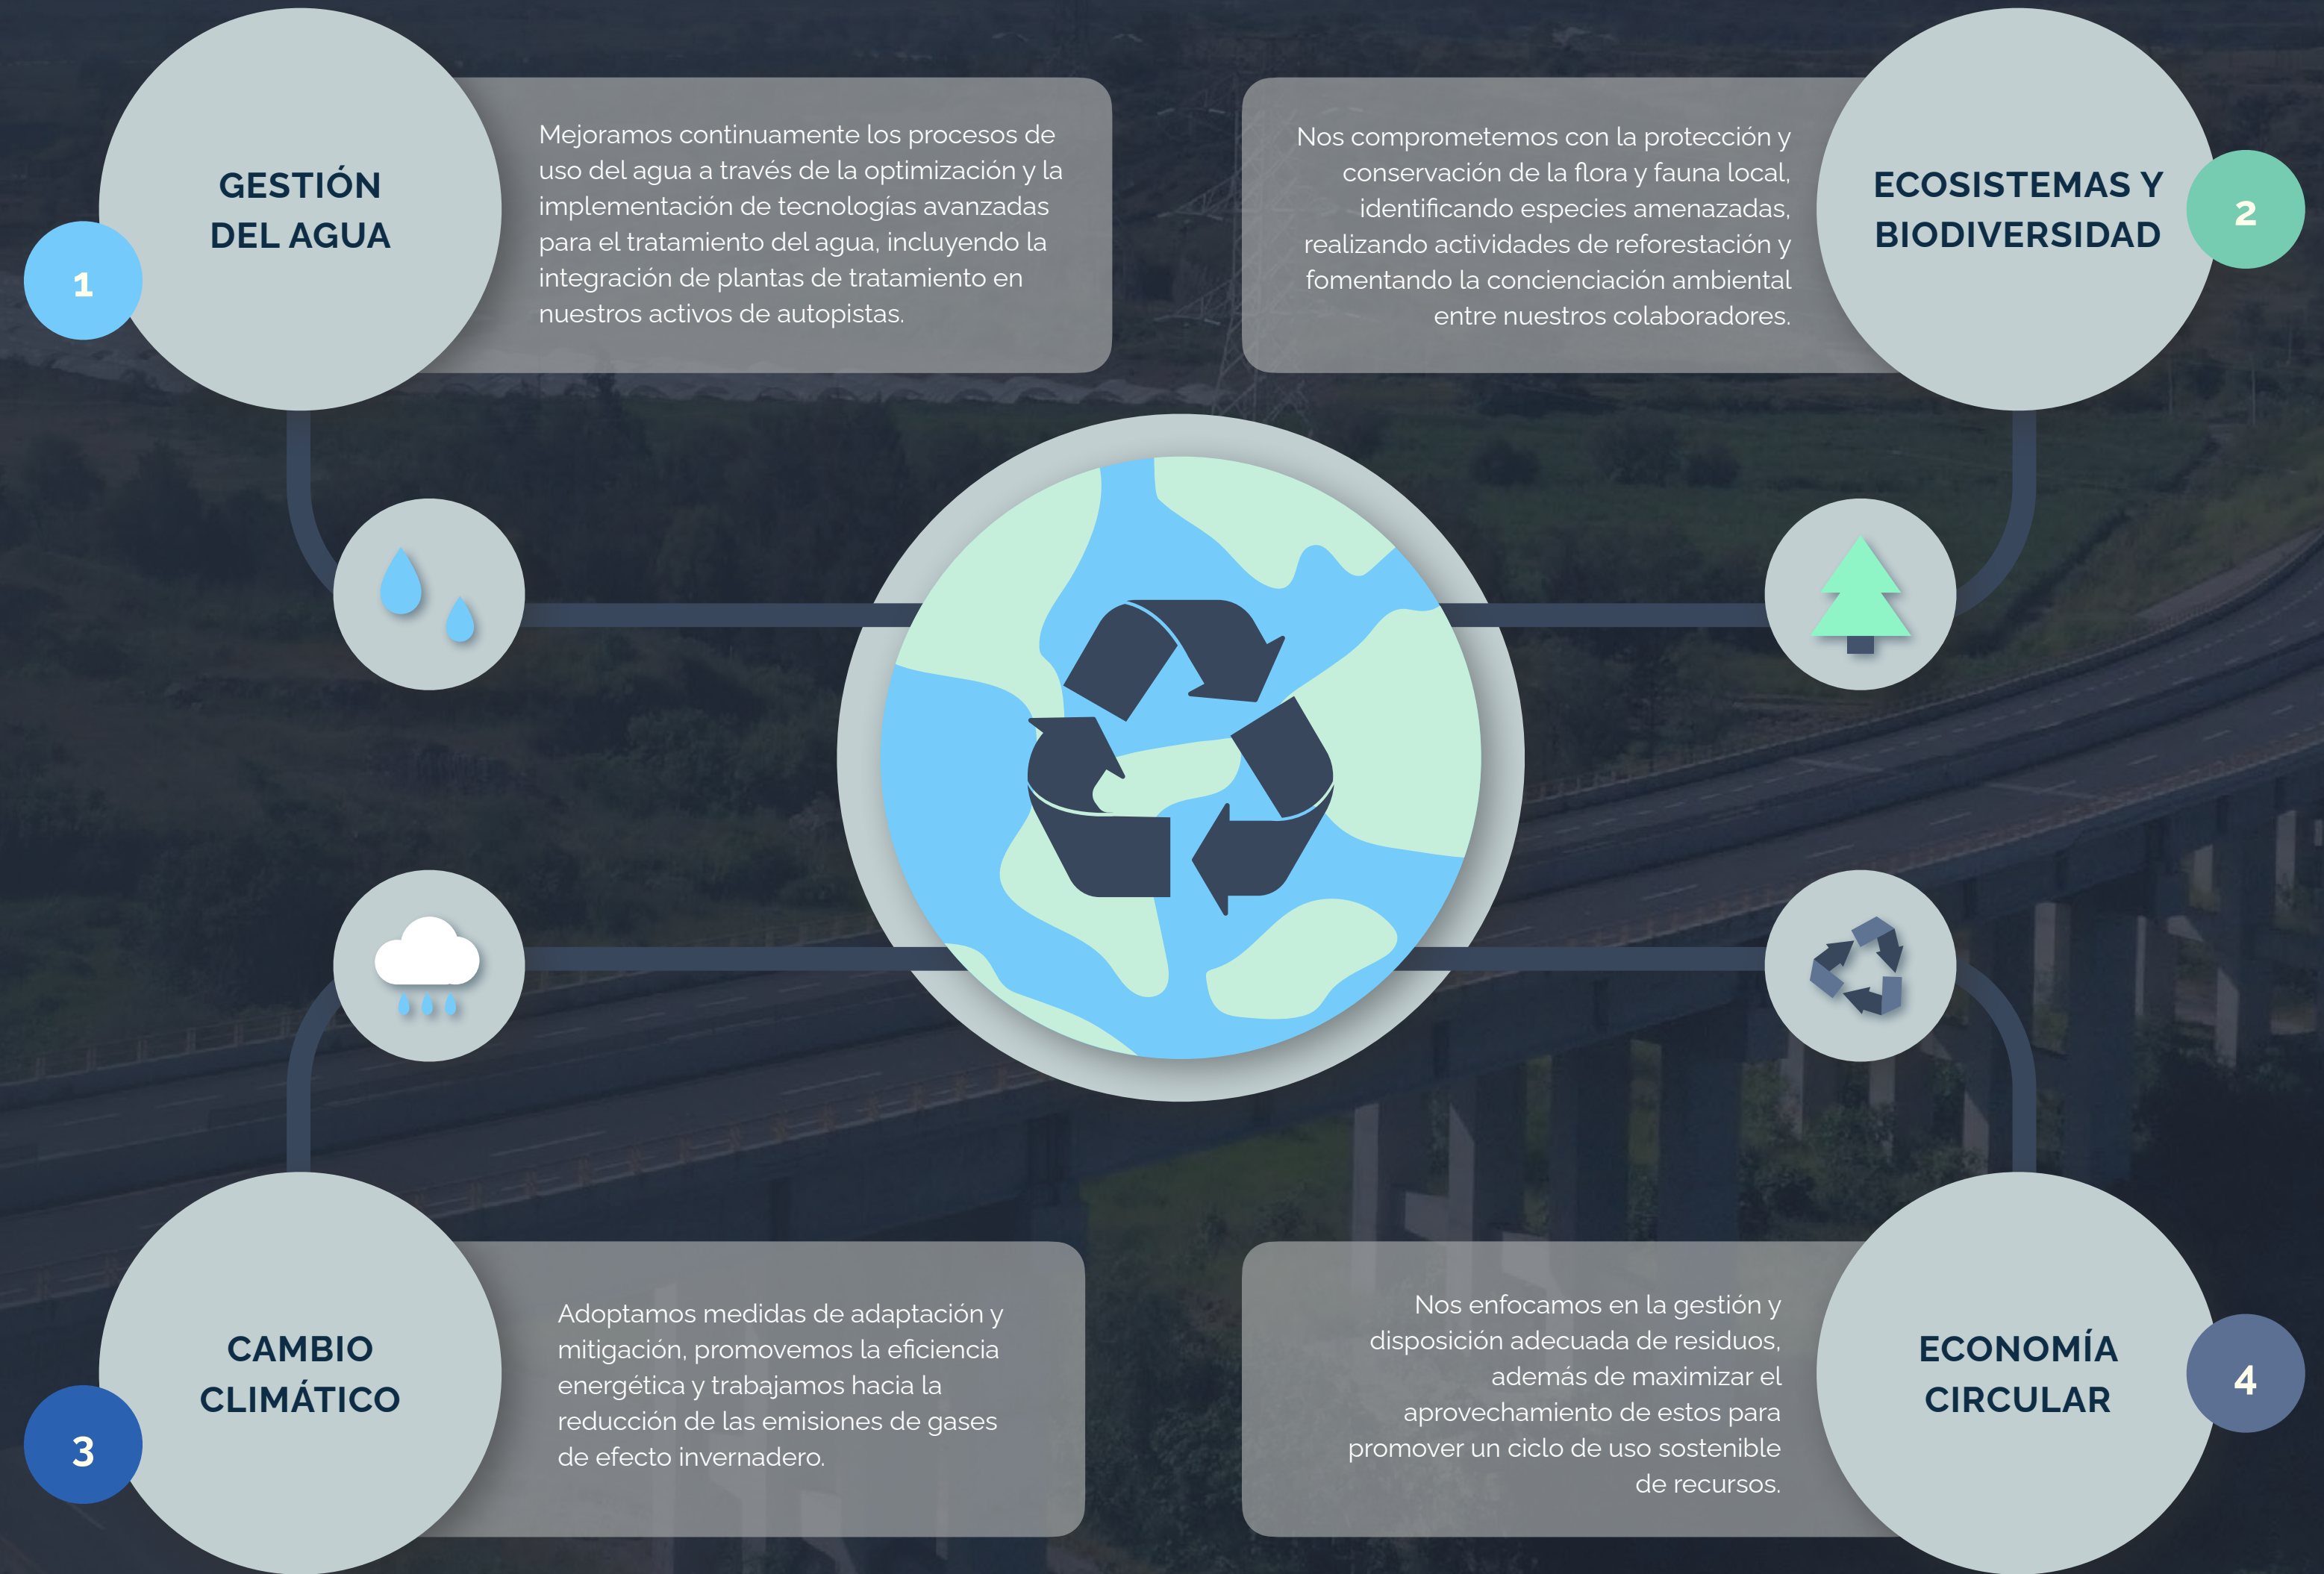 GESTIÓN
DEL AGUA
1
Mejoramos continuamente los procesos de
uso del agua a través de la optimización y la
implementación de tecnologías avanzadas
para el tratamiento del agua, incluyendo la
integración de plantas de tratamiento en
nuestros activos de autopistas.
Nos comprometemos con la protección y
conservación de la flora y fauna local,
identificando especies amenazadas,
realizando actividades de reforestación y
fomentando la concienciación ambiental
entre nuestros colaboradores.
ECOSISTEMAS Y
BIODIVERSIDAD
2
CAMBIO
CLIMÁTICO
3
Adoptamos medidas de adaptación y
mitigación, promovemos la eficiencia
energética y trabajamos hacia la
reducción de las emisiones de gases
de efecto invernadero.
Nos enfocamos en la gestión y
disposición adecuada de residuos,
además de maximizar el
aprovechamiento de estos para
promover un ciclo de uso sostenible
de recursos.
ECONOMÍA
CIRCULAR
4